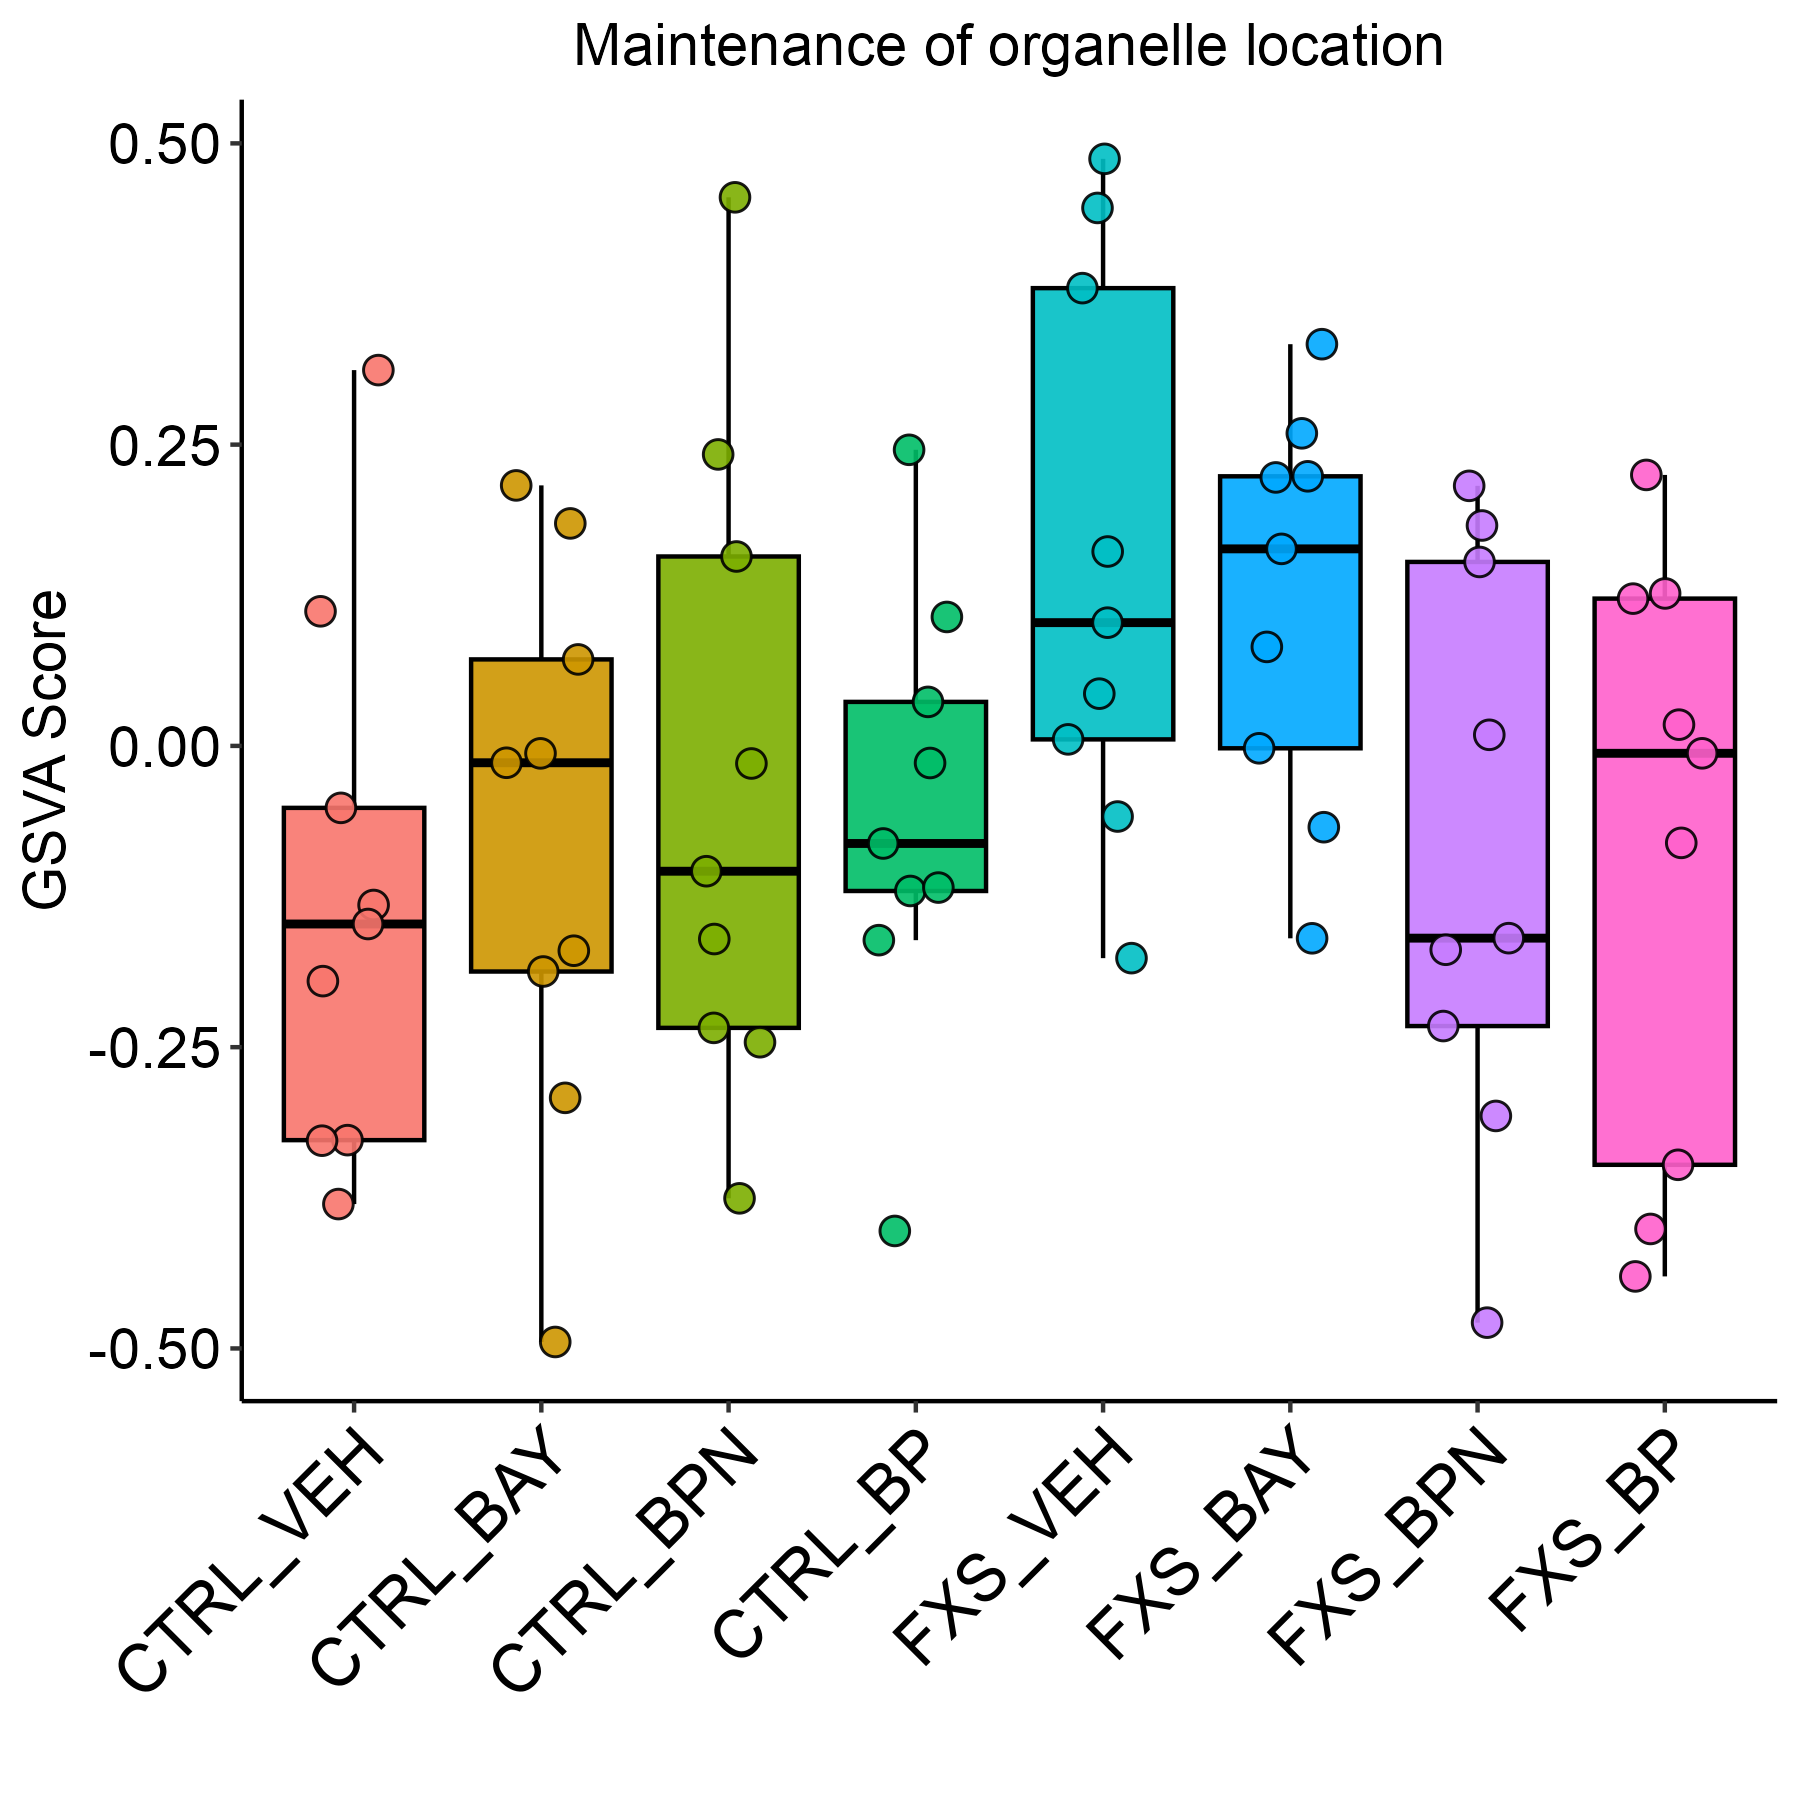 Maintenance of organelle location
GSVA Score
0.50
0.25
0.00
-0.25
-0.50
CTRL_VEH
CTRL_BAY
CTRL_BPN
CTRL_BP
FXS_VEH
FXS_BAY
FXS_BPN
FXS_BP